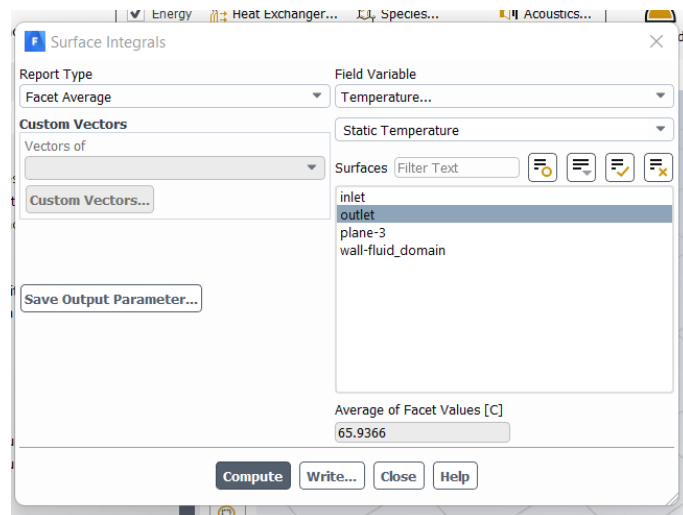 Energy Heat Exchanger... Species... Acoustics...
F Surface Integrals
Report Type
Facet Average
Custom Vectors
Vectors of
Custom Vectors...
Save Output Parameter...
Field Variable
Temperature...
Static Temperature
Surfaces Filter Text
inlet
outlet
plane-3
wall-fluid_domain
Average of Facet Values [C]
65.9366
Compute Write... Close Help